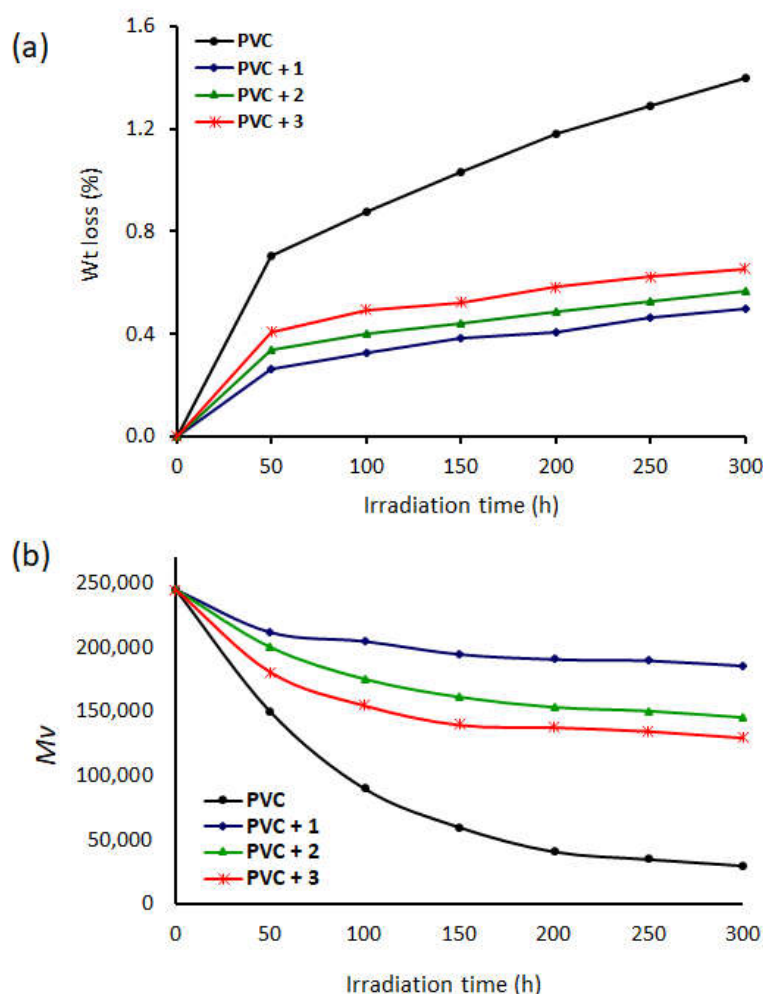 (a)
1.6
1.2
0.8
0.4
0.0
Wt loss (%)
PVC
PVC + 1
PVC + 2
PVC + 3
0 50 100 150 200 250 300
Irradiation time (h)
(b)
250,000
200,000
150,000
100,000
50,000
0
Mv
PVC
PVC + 1
PVC + 2
PVC + 3
0 50 100 150 200 250 300
Irradiation time (h)